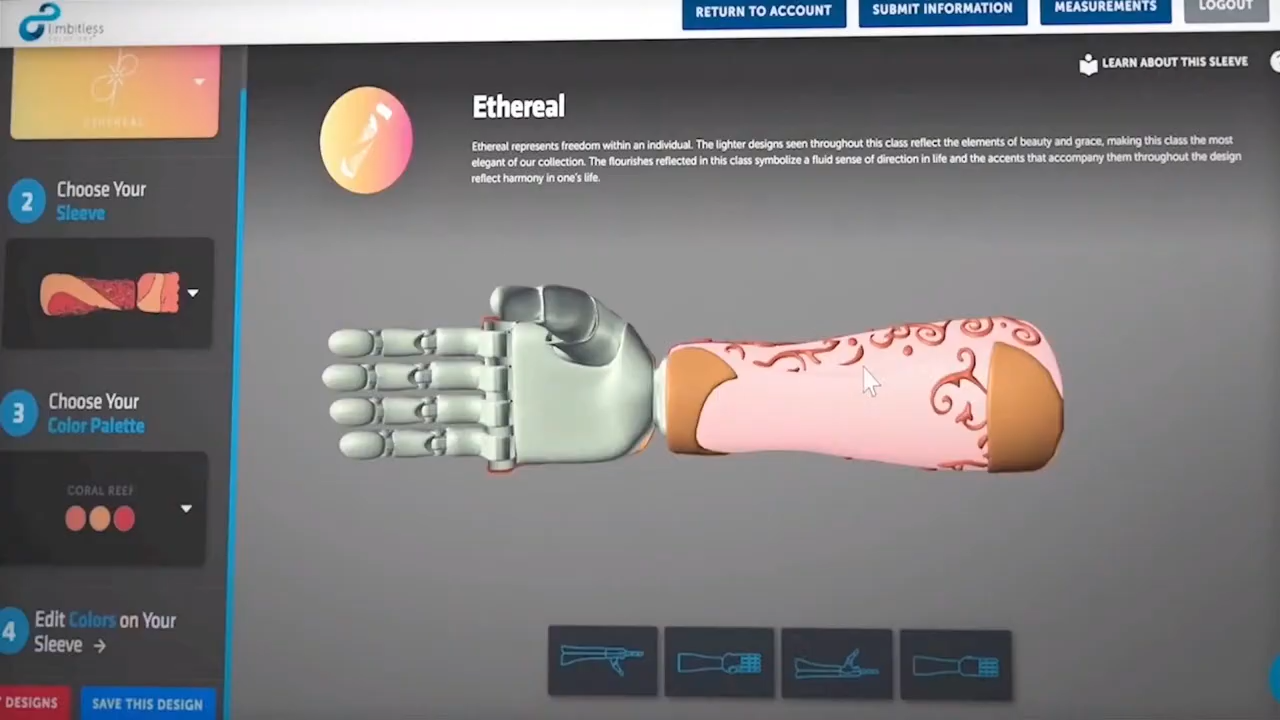 limbitless
RETURN TO ACCOUNT
SUBMIT INFORMATION
MEASUREMENTS
LOGOUT
LEARN ABOUT THIS SLEEVE
ETHEREAL
Ethereal
Ethereal represents freedom within an individual. The lighter designs seen throughout this class reflect the elements of beauty and grace, making this class the most
elegant of our collection. The flourishes reflected in this class symbolize a fluid sense of direction in life and the accents that accompany them throughout the design
reflect harmony in one's life.
2
Choose Your
Sleeve
3
Choose Your
Color Palette
CORAL REEF
4
Edit Colors on Your
Sleeve →
DESIGNS
SAVE THIS DESIGN